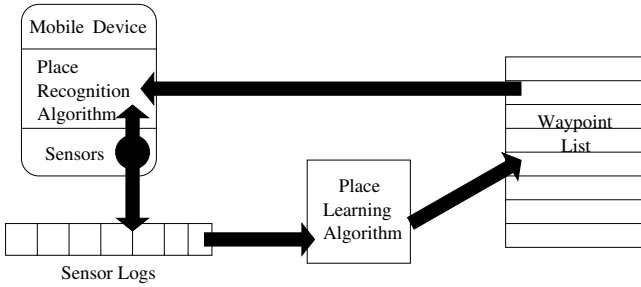 Mobile Device
Place
Recognition
Algorithm
Sensors
Waypoint
List
Place
Learning
Algorithm
Sensor Logs